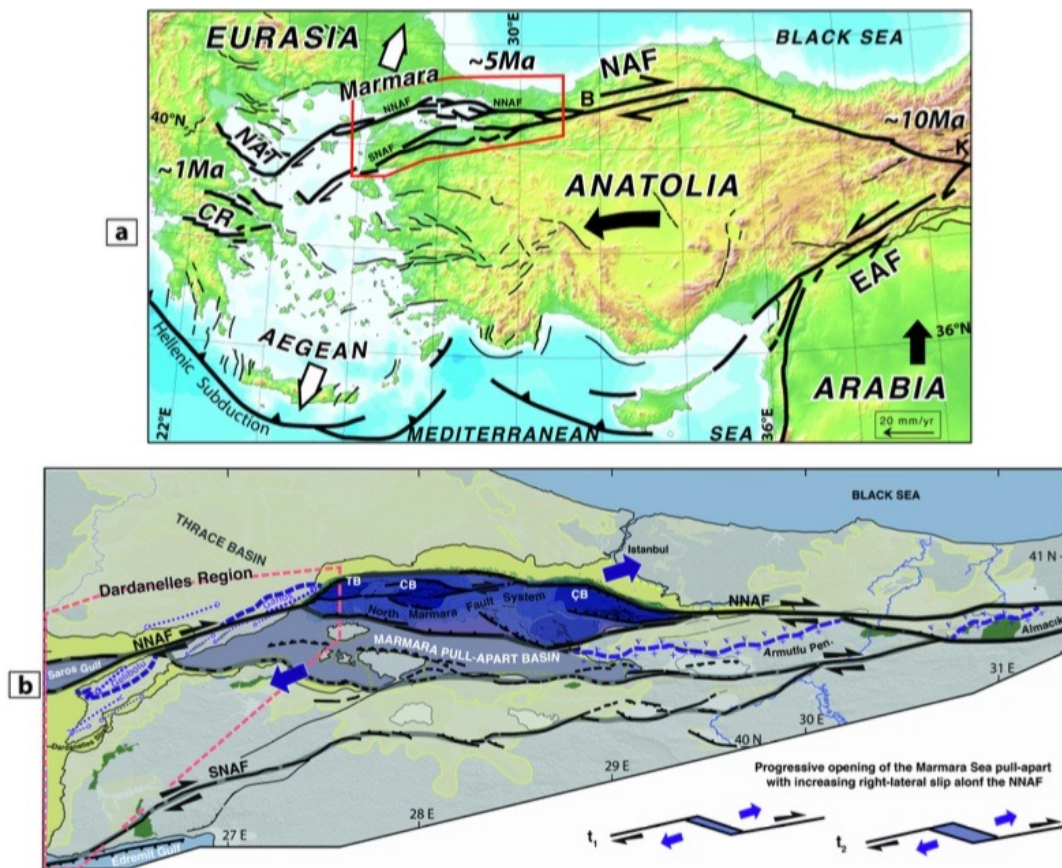 EURASIA
30°E
BLACK SEA
~5Ma
Marmara
NAF
NNAF
NNAF
B
40°N
NAT
SNAF
~10Ma
K
~1Ma
CR
ANATOLIA
a
EAF
Hellenic Subduction
AEGEAN
36°N
ARABIA
22°E
MEDITERRANEAN SEA
36°E
20 mm/yr
BLACK SEA
THRACE BASIN
Istanbul
41 N
Dardanelles Region
TB
CB
ÇB
North Marmara Fault System
NNAF
NNAF
Almacık
MARMARA PULL-APART BASIN
Armutlu Pen.
Saros Gulf
b
31 E
30 E
40 N
29 E
SNAF
28 E
27 E
Edremit Gulf
Progressive opening of the Marmara Sea pull-apart
with increasing right-lateral slip alonf the NNAF
t1
t2